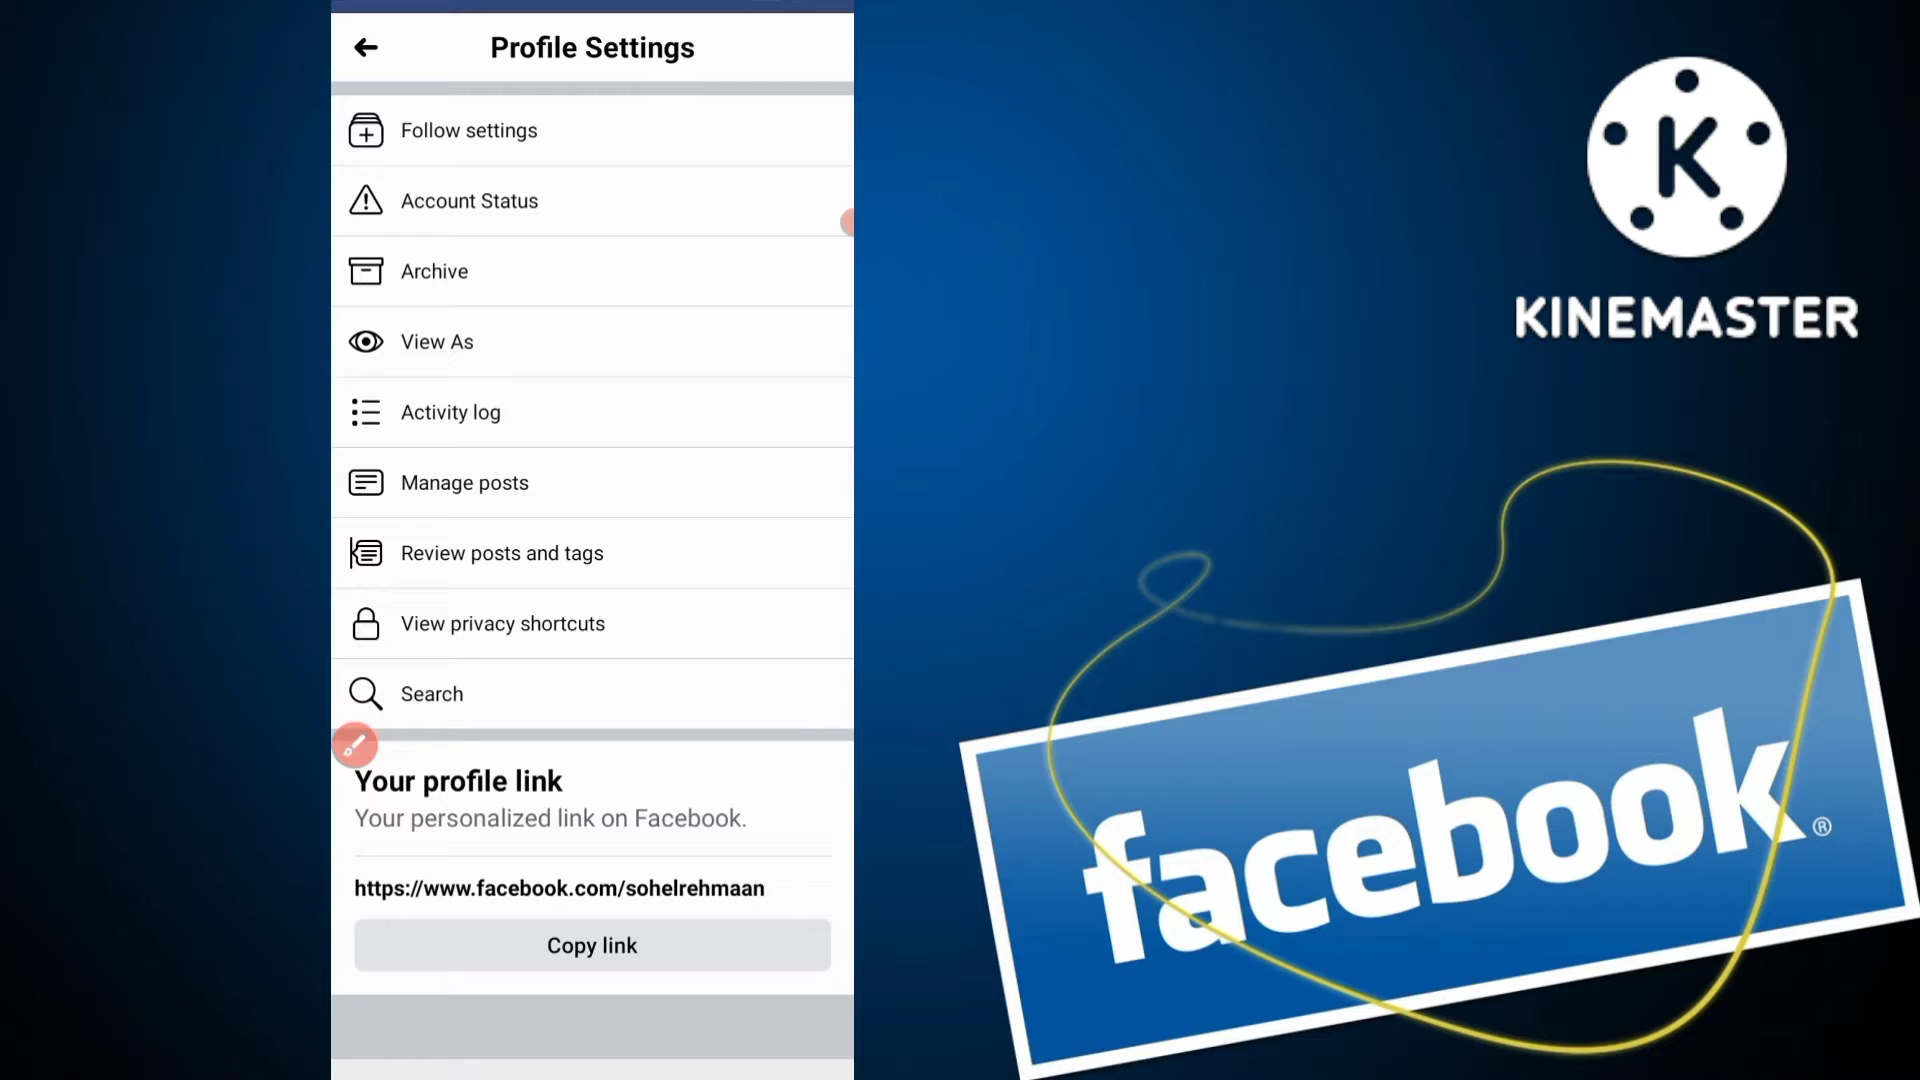 Profile Settings
Follow settings
Account Status
Archive
View As
Activity log
Manage posts
Review posts and tags
View privacy shortcuts
Search
Your profile link
Your personalized link on Facebook.
https://www.facebook.com/sohelrehmaan
Copy link
K
KINEMASTER
facebook®